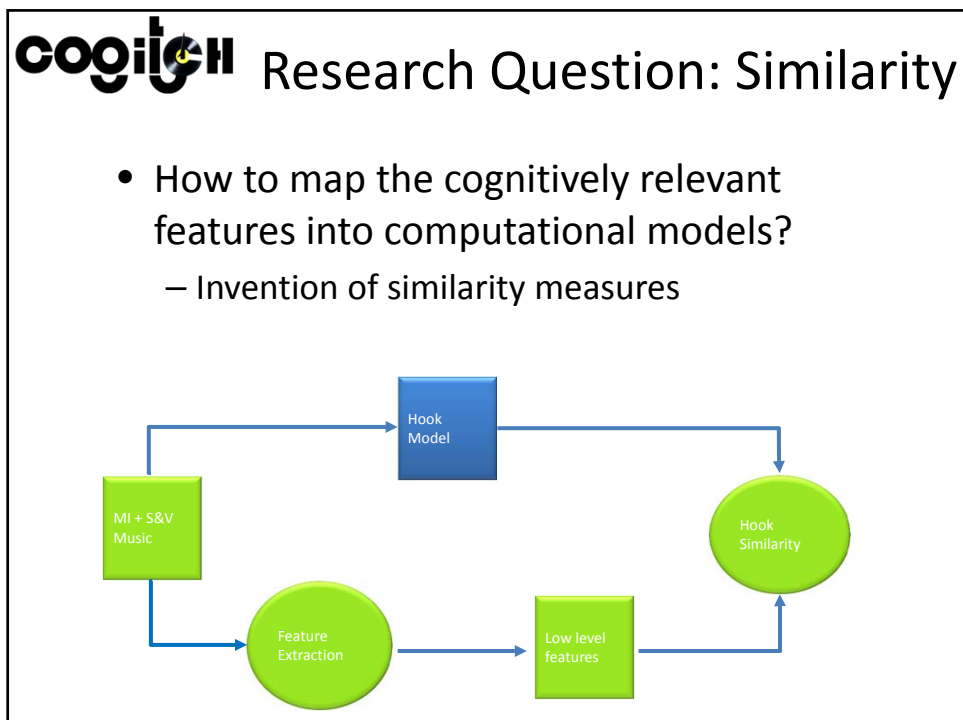 COGITCH
Research Question: Similarity
• How to map the cognitively relevant
features into computational models?
– Invention of similarity measures
Hook
Model
MI + S&V
Music
Hook
Similarity
Feature
Extraction
Low level
features